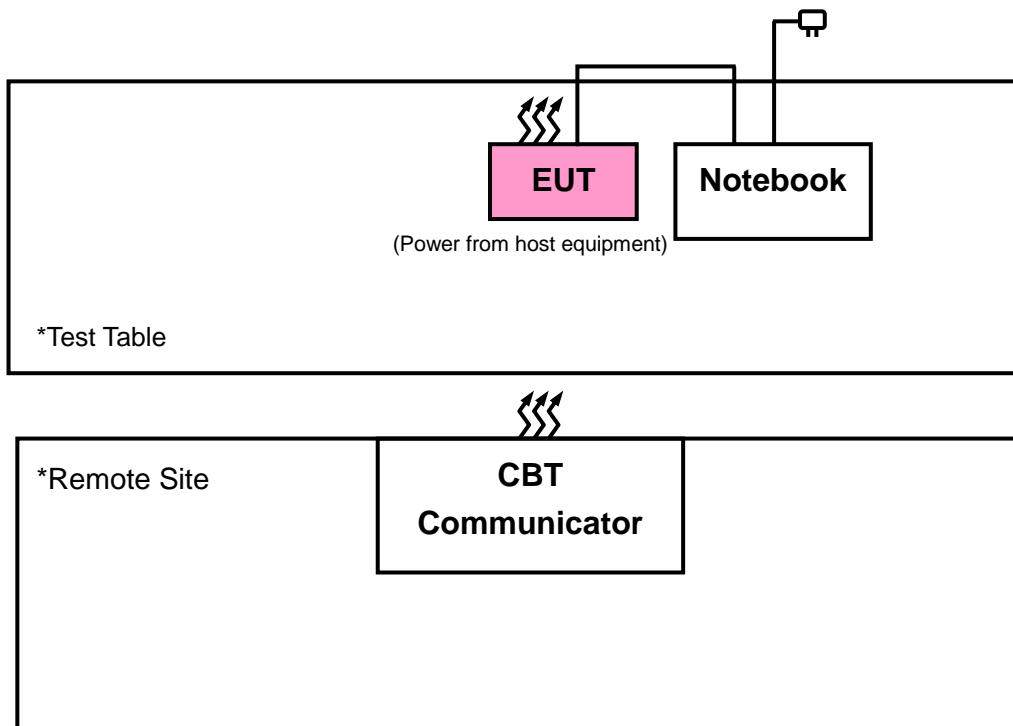 EUT
Notebook
(Power from host equipment)
*Test Table
*Remote Site
CBT
Communicator